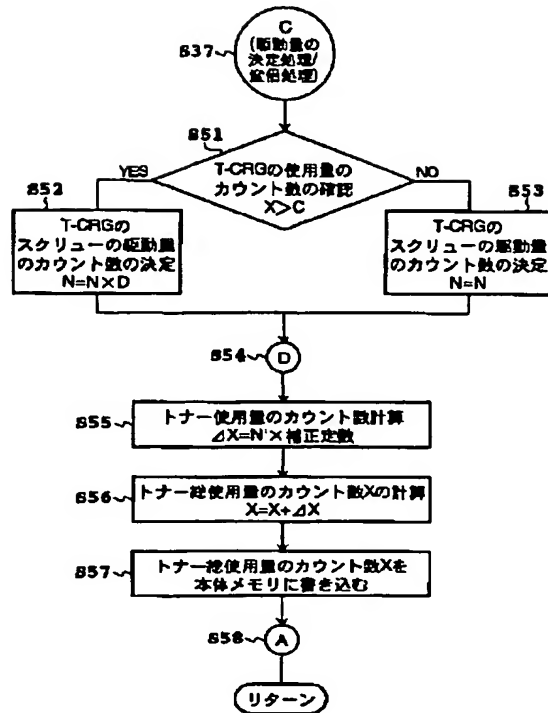 C
S37
(駆動量の
決定処理/
登倍処理)
S51
T-CRGの使用量の
カウント数の確認
X>C
YES
NO
S52
T-CRGの
スクリューの駆動量
のカウント数の決定
N=N×D
S53
T-CRGの
スクリューの駆動量
のカウント数の決定
N=N
S54
D
S55
トナー使用量のカウント数計算
⊿X=N'×補正定数
S56
トナー総使用量のカウント数Xの計算
X=X+⊿X
S57
トナー総使用量のカウント数Xを
本体メモリに書き込む
S58
A
リターン